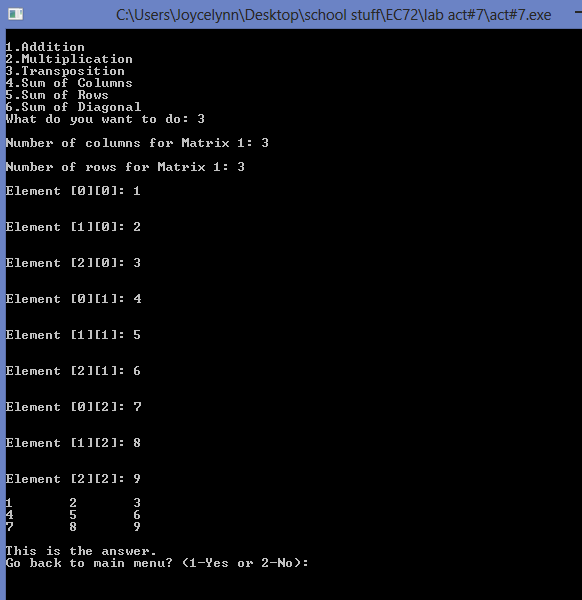 C:\Users\Joycelynn\Desktop\school stuff\EC72\lab act#7\act#7.exe
1.Addition
2.Multiplication
3.Transposition
4.Sum of Columns
5.Sum of Rows
6.Sum of Diagonal
What do you want to do: 3
Number of columns for Matrix 1: 3
Number of rows for Matrix 1: 3
Element [0][0]: 1
Element [1][0]: 2
Element [2][0]: 3
Element [0][1]: 4
Element [1][1]: 5
Element [2][1]: 6
Element [0][2]: 7
Element [1][2]: 8
Element [2][2]: 9
1 2 3
4 5 6
7 8 9
This is the answer.
Go back to main menu? (1-Yes or 2-No):